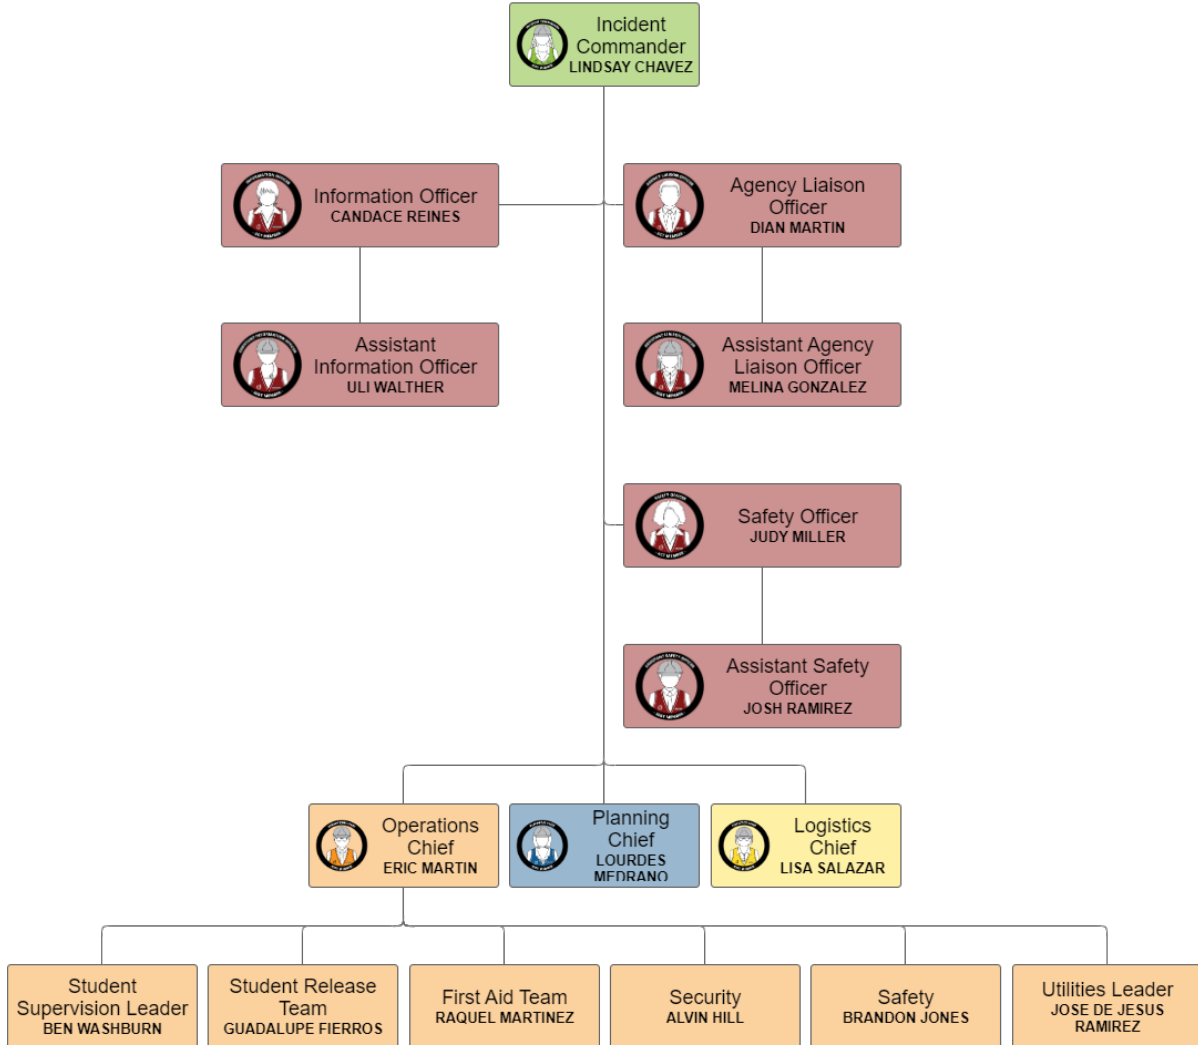 Incident
Commander
LINDSAY CHAVEZ
Information Officer
CANDACE REINES
Agency Liaison
Officer
DIAN MARTIN
Assistant
Information Officer
ULI WALTHER
Assistant Agency
Liaison Officer
MELINA GONZALEZ
Safety Officer
JUDY MILLER
Assistant Safety
Officer
JOSH RAMIREZ
Operations
Chief
ERIC MARTIN
Planning
Chief
LOURDES
MEDRANO
Logistics
Chief
LISA SALAZAR
Student
Supervision Leader
BEN WASHBURN
Student Release
Team
GUADALUPE FIERROS
First Aid Team
RAQUEL MARTINEZ
Security
ALVIN HILL
Safety
BRANDON JONES
Utilities Leader
JOSE DE JESUS
RAMIREZ